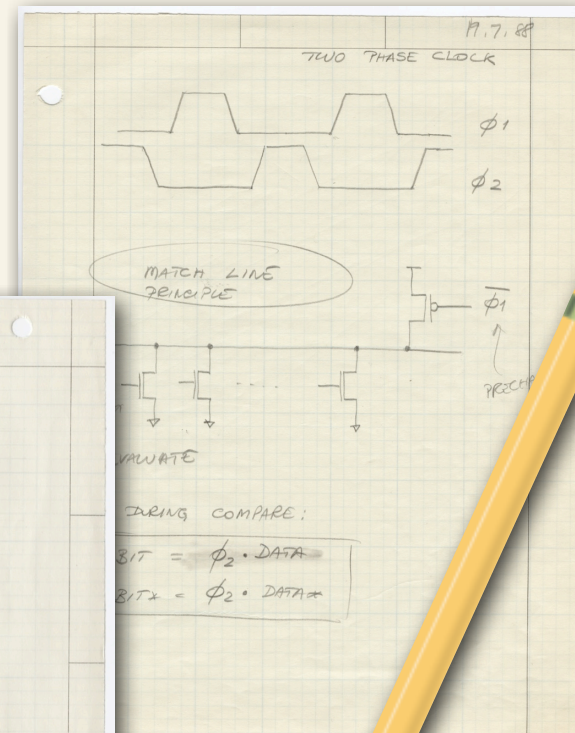 19.7.88
TWO PHASE CLOCK
φ1
φ2
MATCH LINE
PRINCIPLE
φ1
PRECHA
VALUATE
DURING COMPARE:
BIT = φ2 • DATA
BIT* = φ2 • DATA*